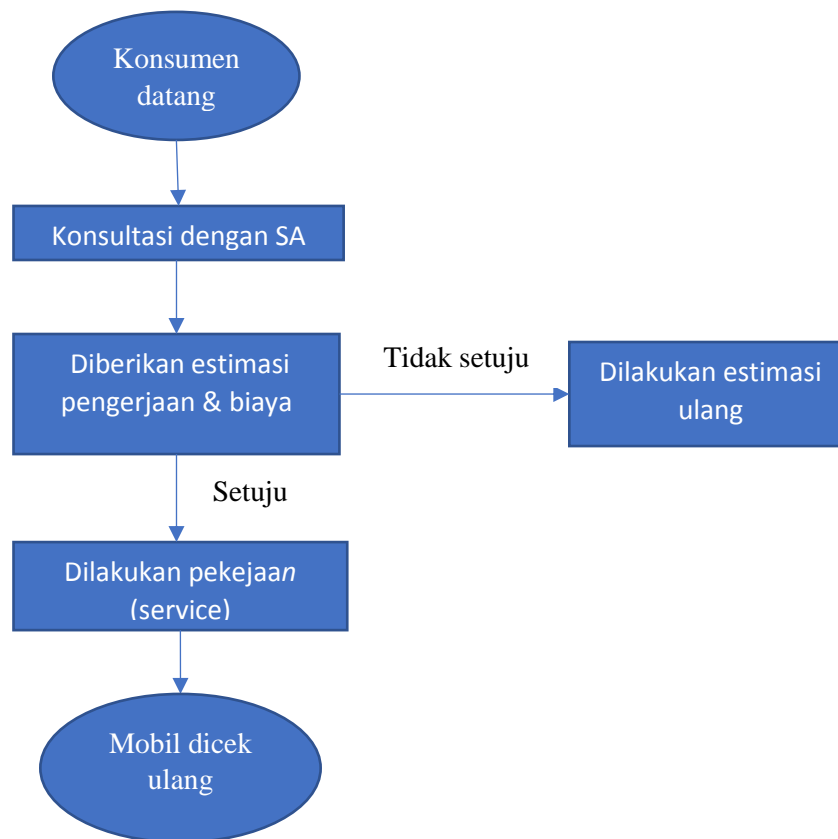 Konsumen
datang
Konsultasi dengan SA
Diberikan estimasi
pengerjaan & biaya
Tidak setuju
Dilakukan estimasi
ulang
Setuju
Dilakukan pekejaan
(service)
Mobil dicek
ulang